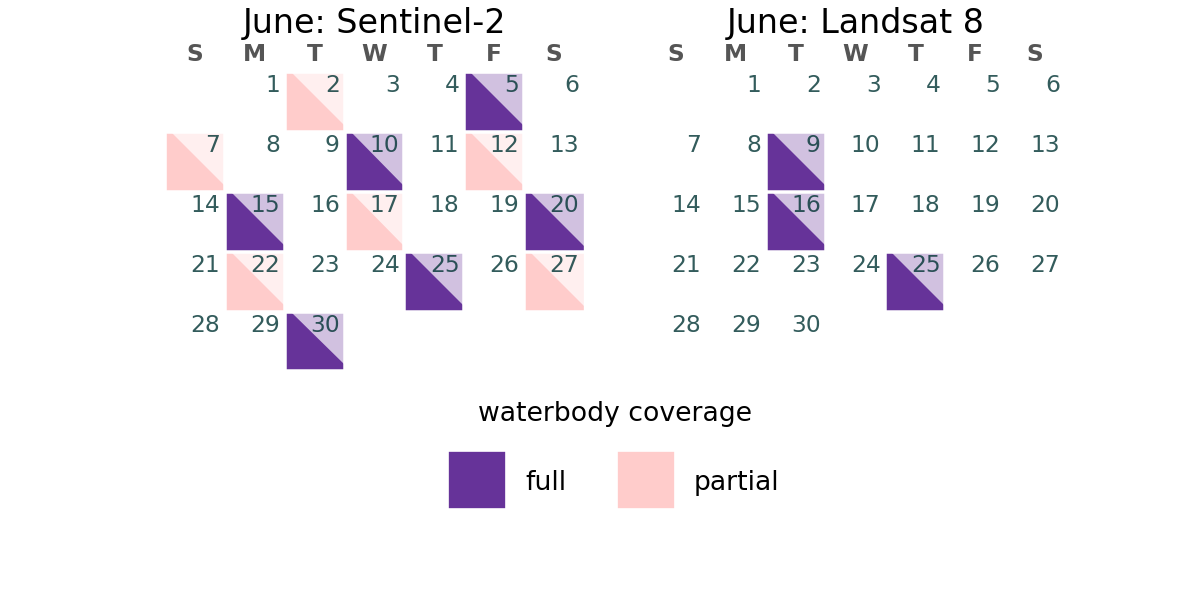 June: Sentinel-2
S M T W T F S
1 2 3 4 5 6
7 8 9 10 11 12 13
14 15 16 17 18 19 20
21 22 23 24 25 26 27
28 29 30
June: Landsat 8
S M T W T F S
1 2 3 4 5 6
7 8 9 10 11 12 13
14 15 16 17 18 19 20
21 22 23 24 25 26 27
28 29 30
waterbody coverage
full partial